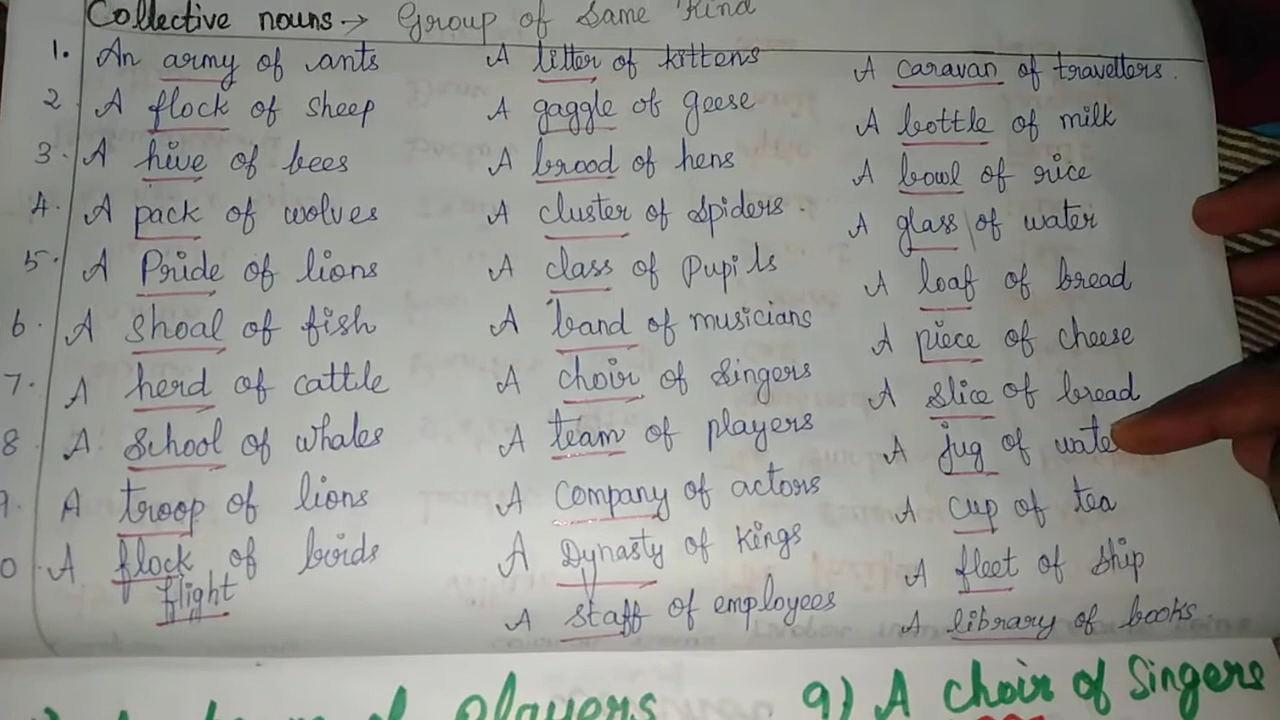 Collective nouns → Group of Same Kind
1. An army of ants
2. A flock of sheep
3. A hive of bees
4. A pack of wolves
5. A Pride of lions
6. A shoal of fish
7. A herd of cattle
8. A School of whales
9. A troop of lions
0. A flock of birds
flight
A litter of kittens
A gaggle of geese
A brood of hens
A cluster of spiders.
A class of pupils
A band of musicians
A choir of singers
A team of players
A company of actors
A Dynasty of kings
A staff of employees
A caravan of travellers.
A bottle of milk
A bowl of rice
A glass of water
A loaf of bread
A piece of cheese
A slice of bread
A jug of wate
A cup of tea
A fleet of ship
A library of books.
of players
9) A choir of singers